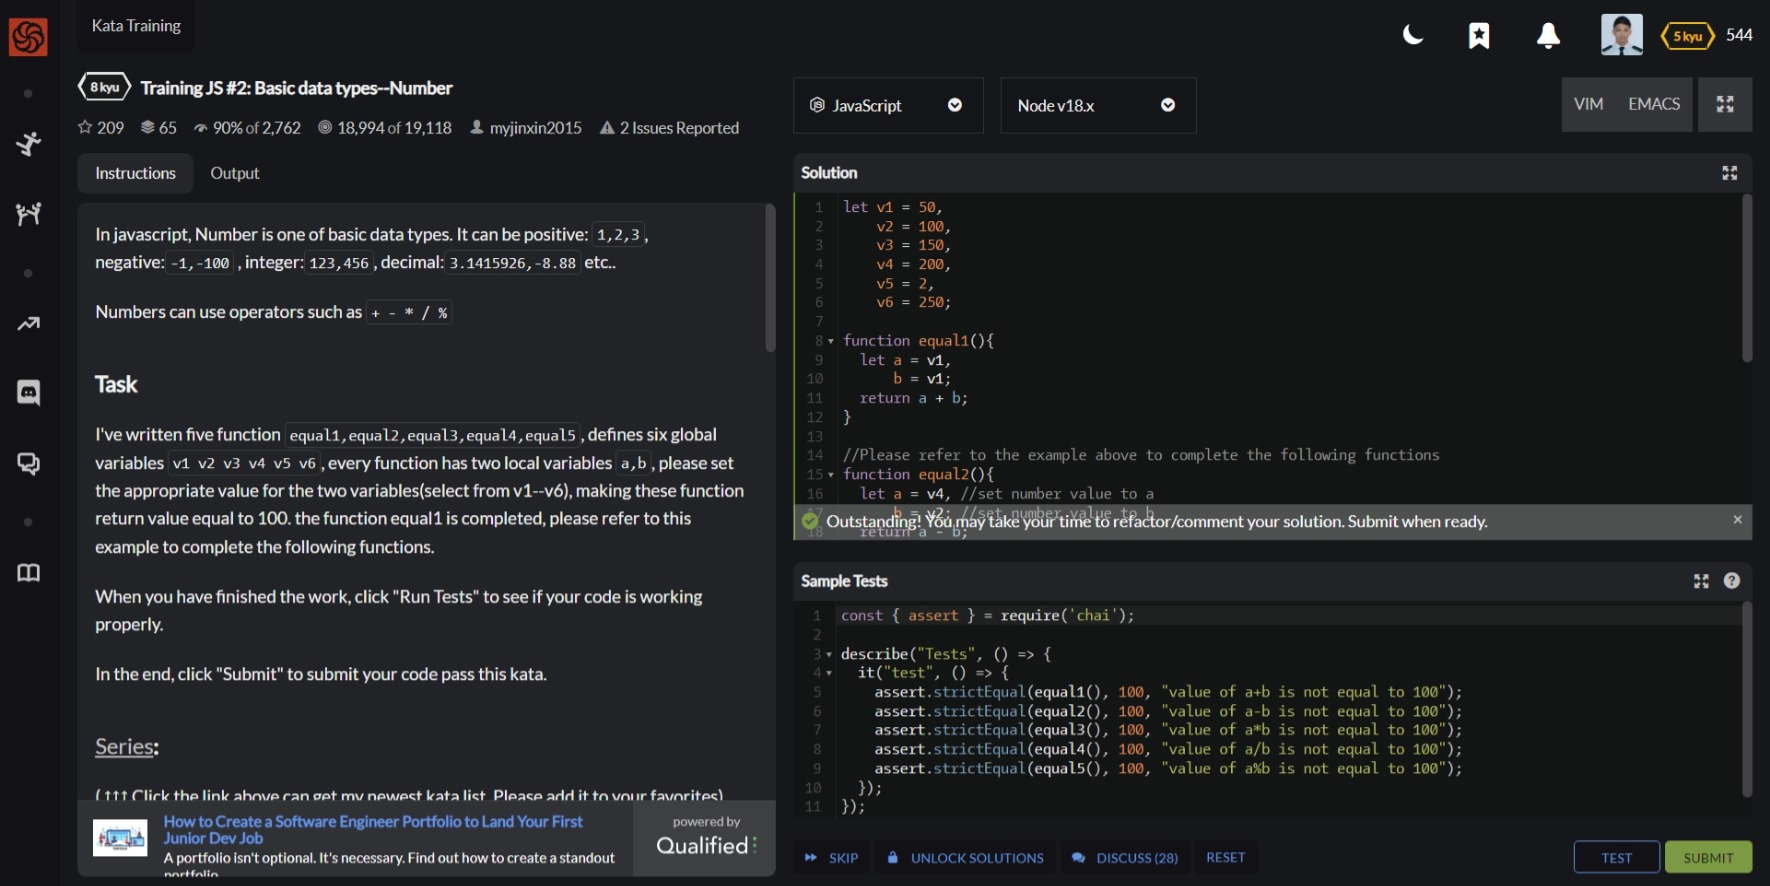 Kata Training
5 kyu 544
8 kyu Training JS #2: Basic data types--Number
209 65 90% of 2,762 18,994 of 19,118 myjinxin2015 2 Issues Reported
Instructions Output
In javascript, Number is one of basic data types. It can be positive: 1,2,3,
negative: -1,-100 , integer: 123,456 , decimal: 3.1415926,-8.88 etc..
Numbers can use operators such as + - * / %
Task
I've written five function equal1,equal2,equal3,equal4,equal5 , defines six global
variables v1 v2 v3 v4 v5 v6 , every function has two local variables a,b , please set
the appropriate value for the two variables(select from v1--v6), making these function
return value equal to 100. the function equal1 is completed, please refer to this
example to complete the following functions.
When you have finished the work, click "Run Tests" to see if your code is working
properly.
In the end, click "Submit" to submit your code pass this kata.
Series:
( ↑↑↑ Click the link above can get my newest kata list, Please add it to your favorites)
How to Create a Software Engineer Portfolio to Land Your First
Junior Dev Job
A portfolio isn't optional. It's necessary. Find out how to create a standout
portfolio
powered by
Qualified
JavaScript
Node v18.x
VIM EMACS
Solution
1 let v1 = 50,
2 v2 = 100,
3 v3 = 150,
4 v4 = 200,
5 v5 = 2,
6 v6 = 250;
7
8 function equal1(){
9 let a = v1,
10 b = v1;
11 return a + b;
12 }
13
14 //Please refer to the example above to complete the following functions
15 function equal2(){
16 let a = v4, //set number value to a
17 b = v2; //set number value to b
18 return a - b;
Outstanding! You may take your time to refactor/comment your solution. Submit when ready.
Sample Tests
1 const { assert } = require('chai');
2
3 describe("Tests", () => {
4 it("test", () => {
5 assert.strictEqual(equal1(), 100, "value of a+b is not equal to 100");
6 assert.strictEqual(equal2(), 100, "value of a-b is not equal to 100");
7 assert.strictEqual(equal3(), 100, "value of a*b is not equal to 100");
8 assert.strictEqual(equal4(), 100, "value of a/b is not equal to 100");
9 assert.strictEqual(equal5(), 100, "value of a%b is not equal to 100");
10 });
11 });
SKIP UNLOCK SOLUTIONS DISCUSS (28) RESET TEST SUBMIT